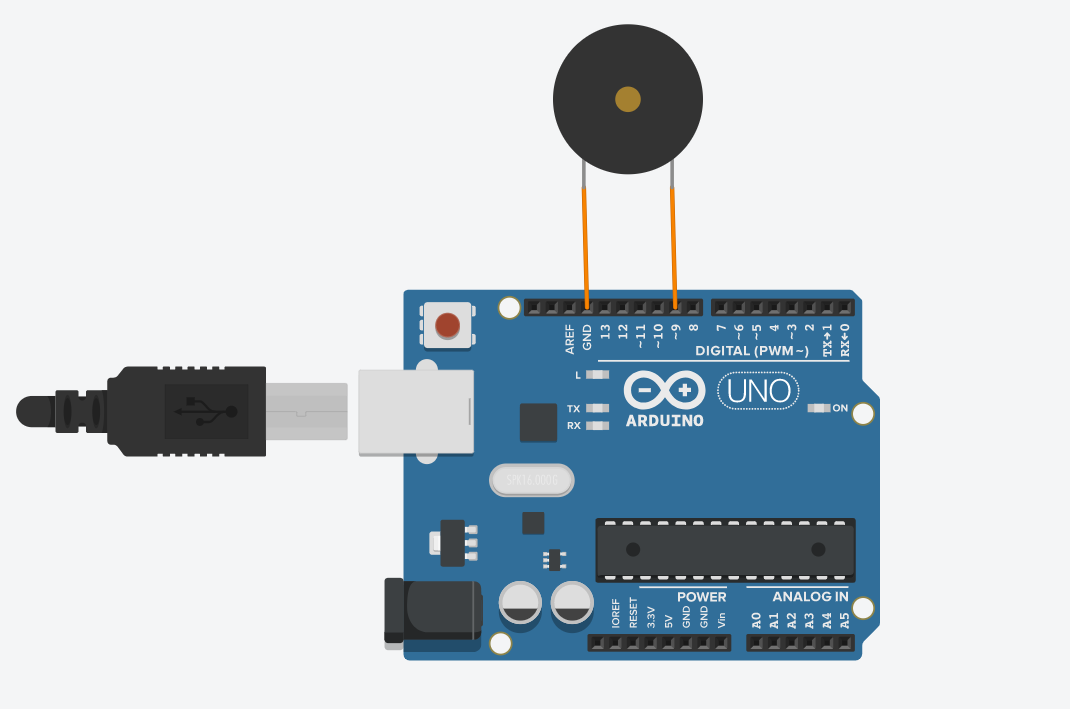 AREF
GND
13
12
~11
~10
~9
8
7
~6
~5
4
~3
2
TX→1
RX←0
DIGITAL (PWM~)
L
TX
RX
UNO
ON
ARDUINO
SPK16.000G
POWER
ANALOG IN
IOREF
RESET
3.3V
5V
GND
GND
Vin
A0
A1
A2
A3
A4
A5